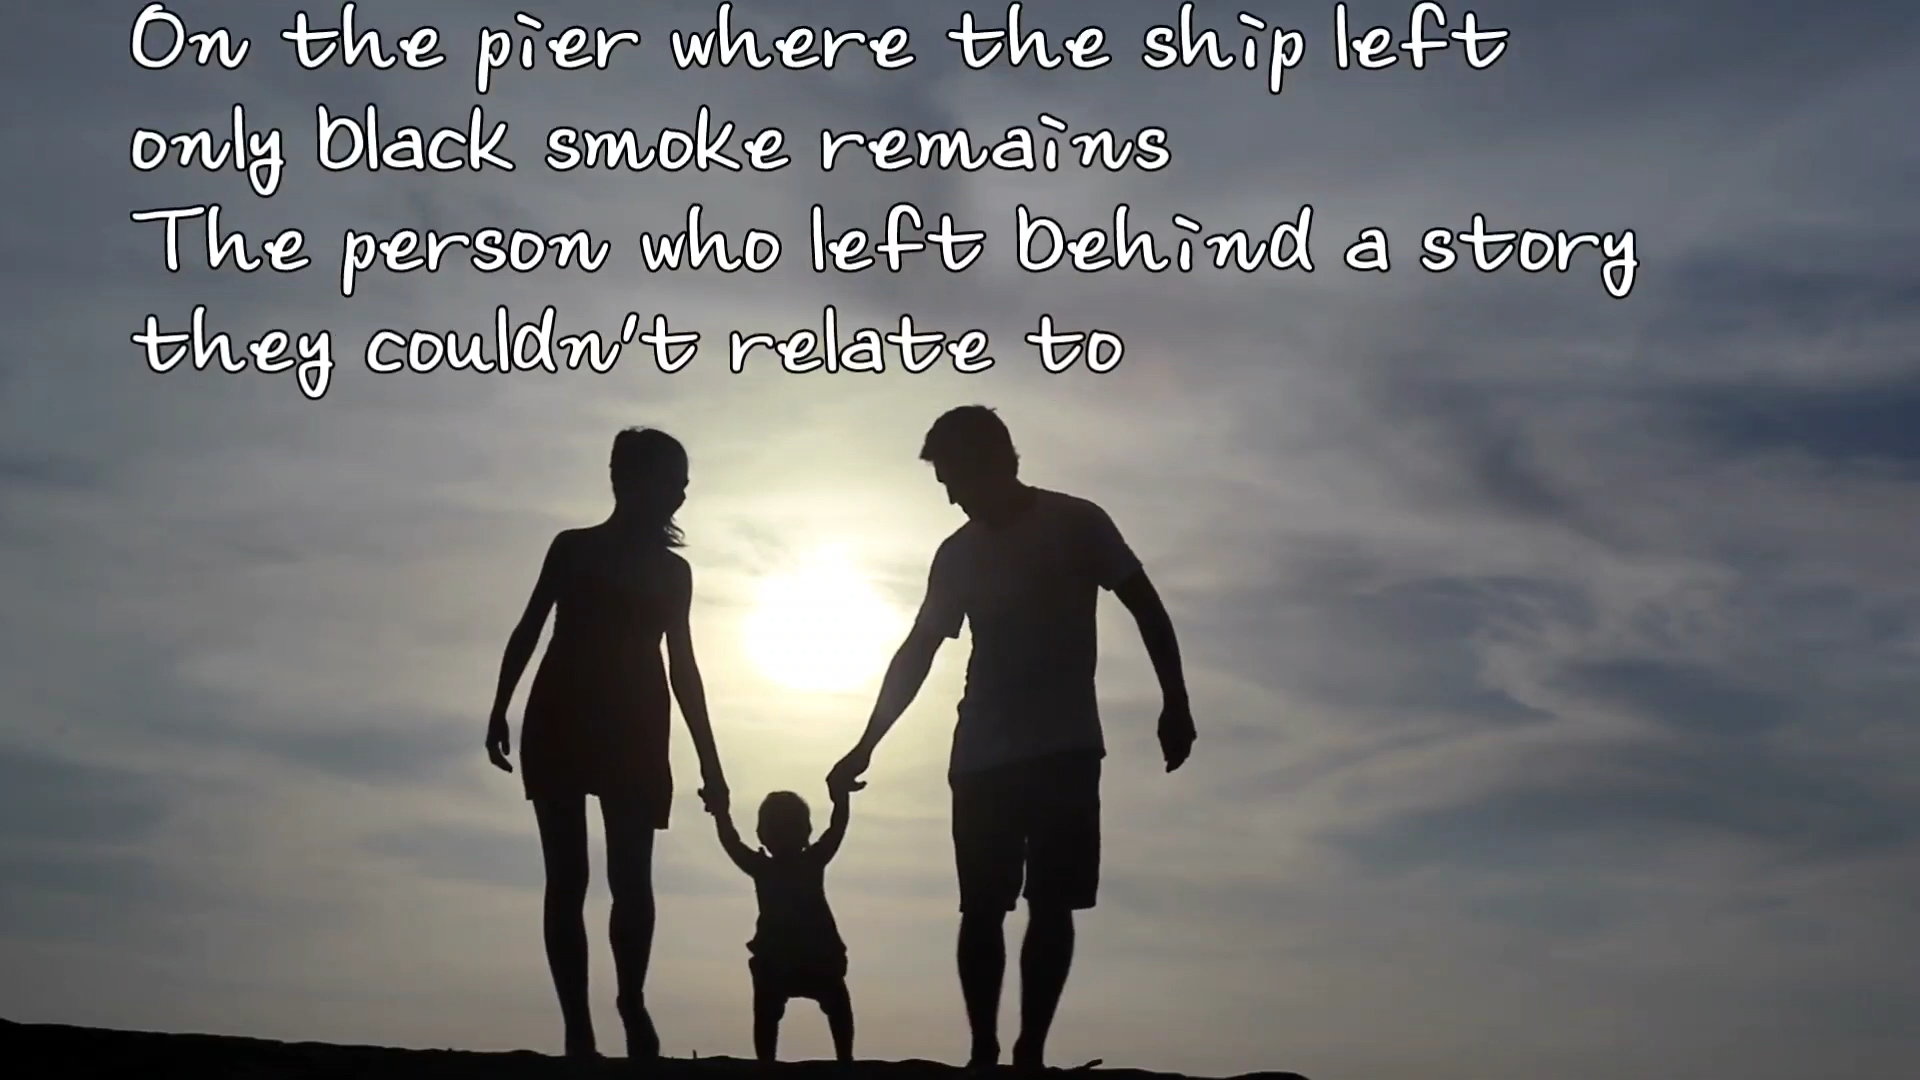 On the pier where the ship left
only black smoke remains
The person who left behind a story
they couldn't relate to